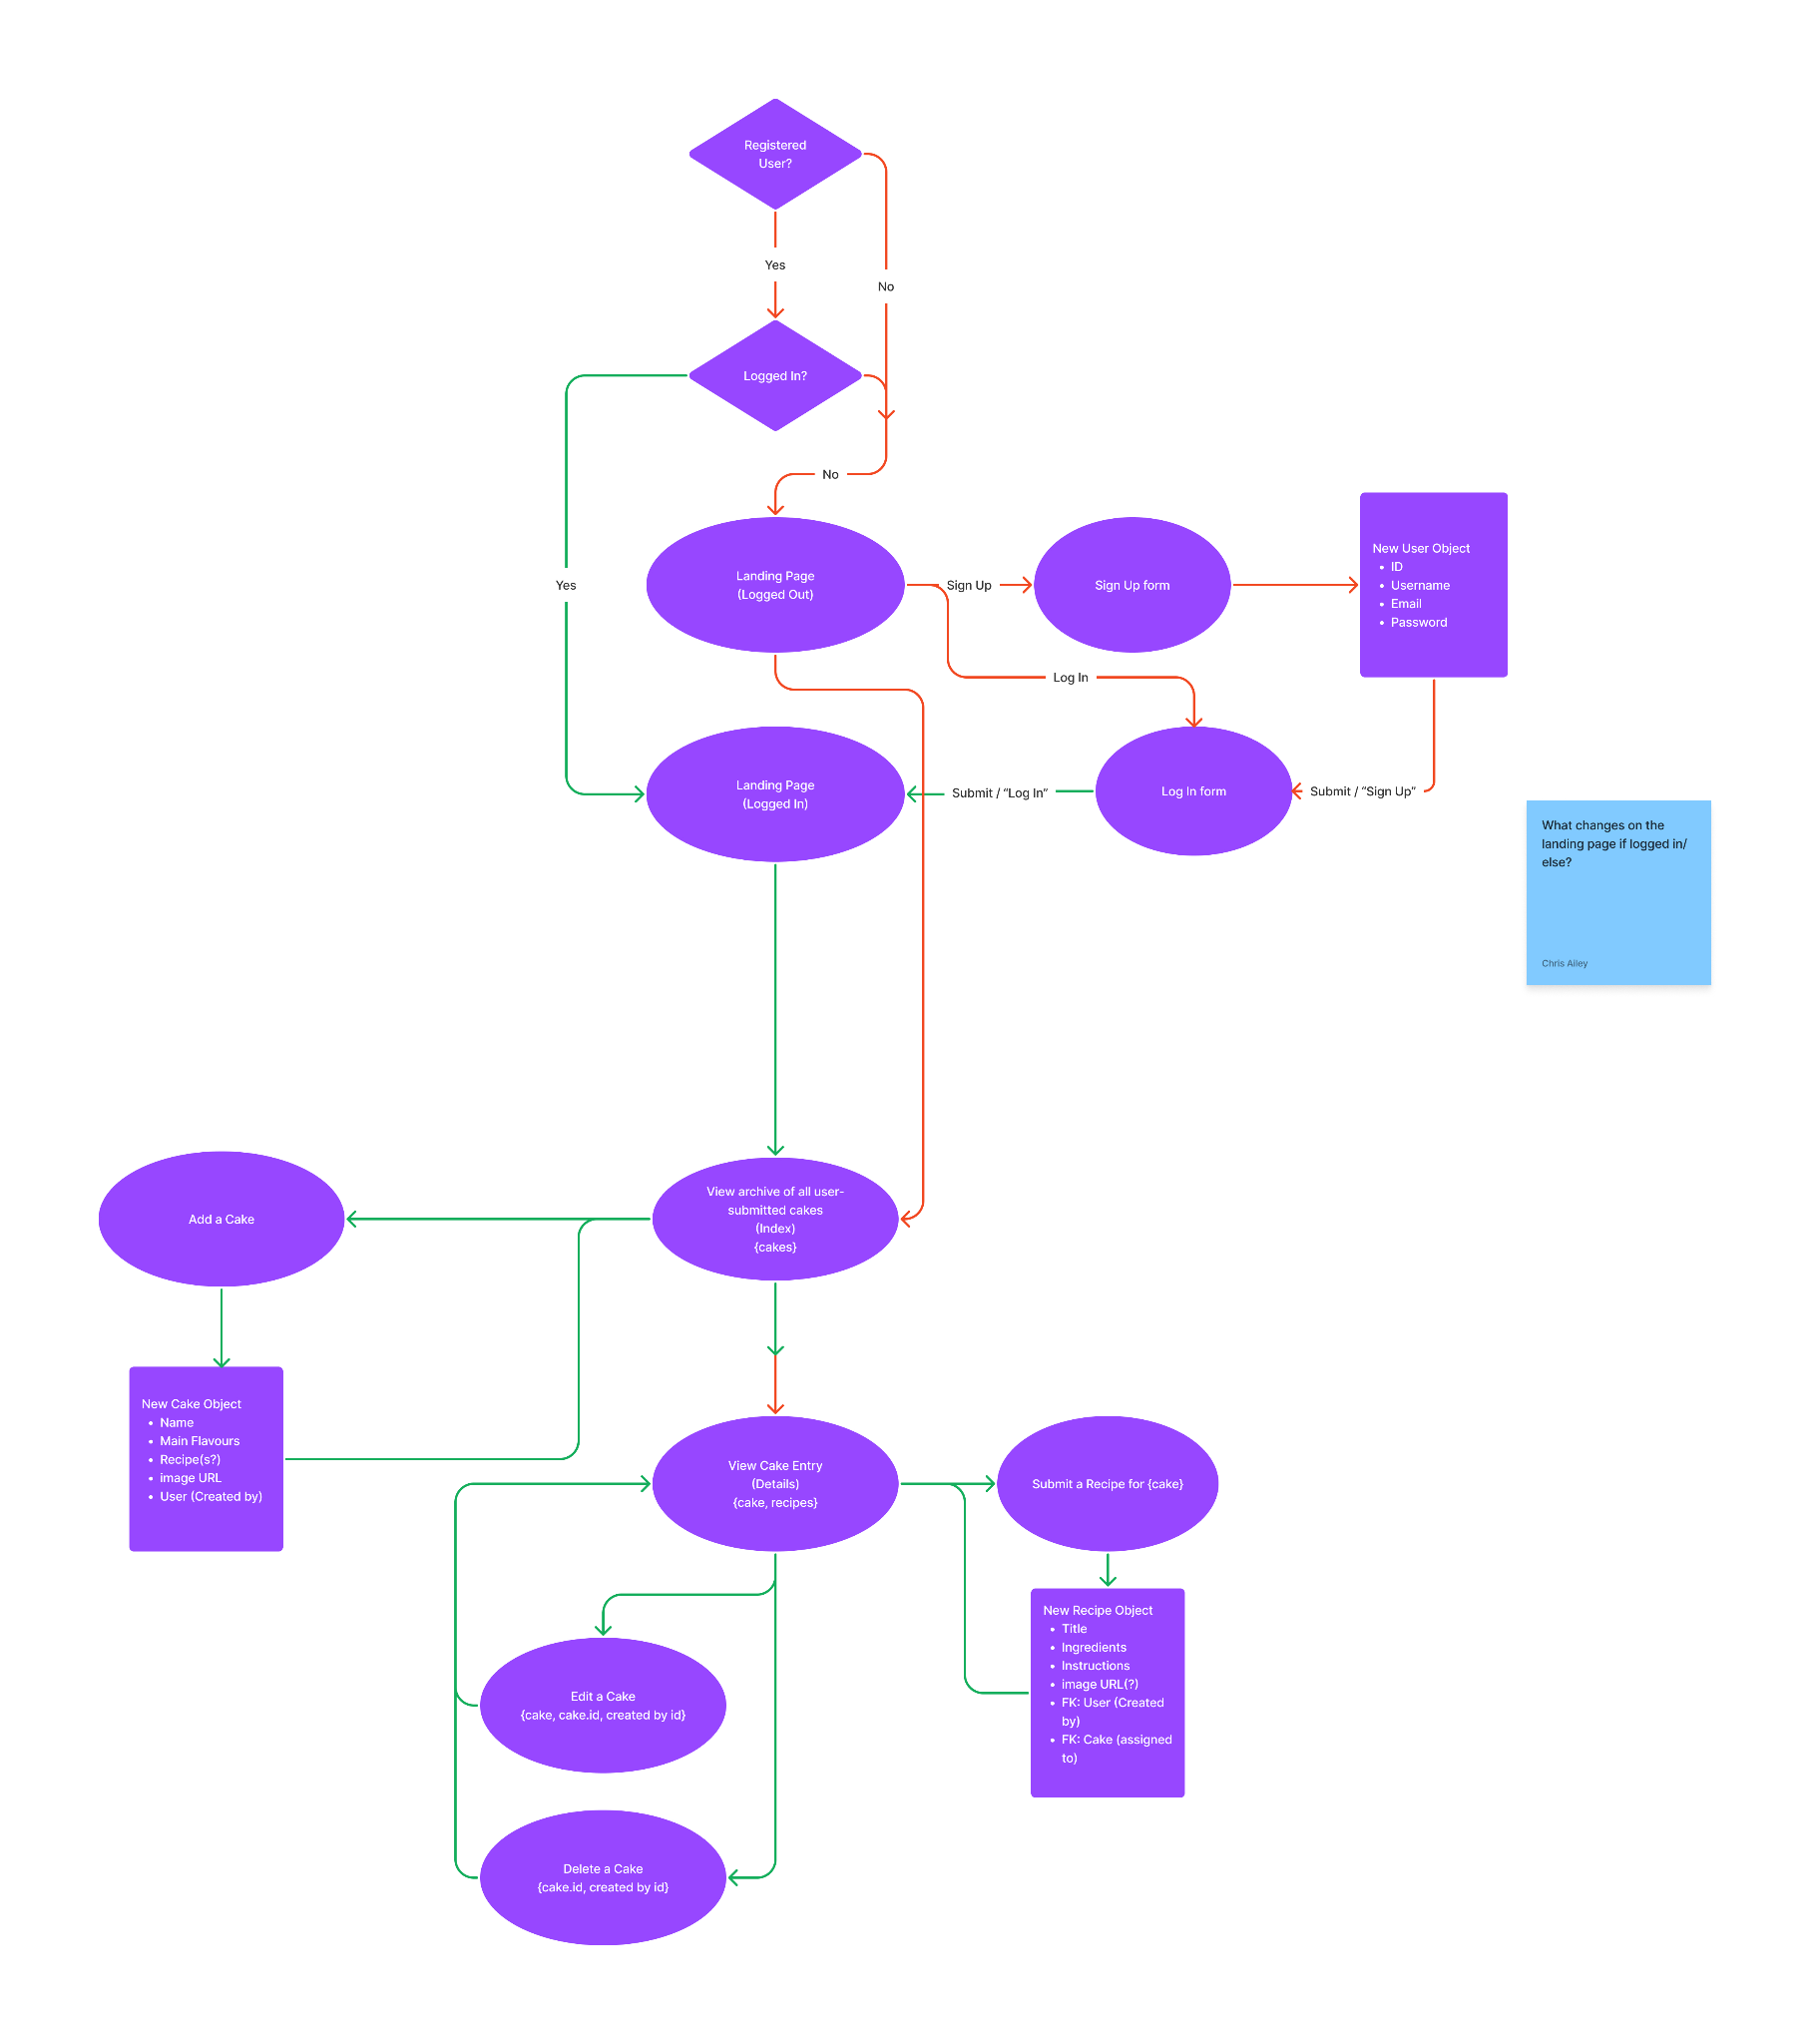 Registered
User?
Yes
No
Logged In?
No
Yes
Landing Page
(Logged Out)
Sign Up
Sign Up form
New User Object
• ID
• Username
• Email
• Password
Log In
Landing Page
(Logged In)
Submit / “Log In”
Log In form
Submit / “Sign Up”
What changes on the
landing page if logged in/
else?
Chris Ailey
Add a Cake
View archive of all user-
submitted cakes
(Index)
{cakes}
New Cake Object
• Name
• Main Flavours
• Recipe(s?)
• image URL
• User (Created by)
View Cake Entry
(Details)
{cake, recipes}
Submit a Recipe for {cake}
New Recipe Object
• Title
• Ingredients
• Instructions
• image URL(?)
• FK: User (Created
by)
• FK: Cake (assigned
to)
Edit a Cake
{cake, cake.id, created by id}
Delete a Cake
{cake.id, created by id}